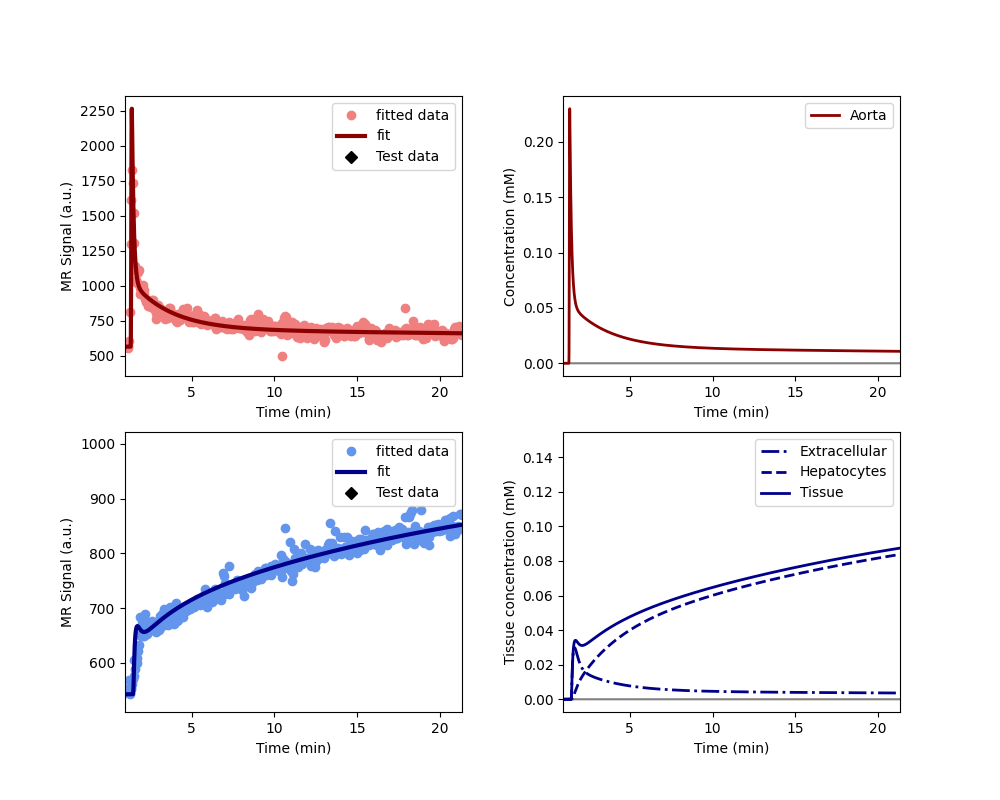 2250
2000
1750
1500
1250
1000
750
500
MR Signal (a.u.)
5
10
15
20
Time (min)
fitted data
fit
Test data
0.20
0.15
0.10
0.05
0.00
Concentration (mM)
5
10
15
20
Time (min)
Aorta
1000
900
800
700
600
MR Signal (a.u.)
5
10
15
20
Time (min)
fitted data
fit
Test data
0.14
0.12
0.10
0.08
0.06
0.04
0.02
0.00
Tissue concentration (mM)
5
10
15
20
Time (min)
Extracellular
Hepatocytes
Tissue